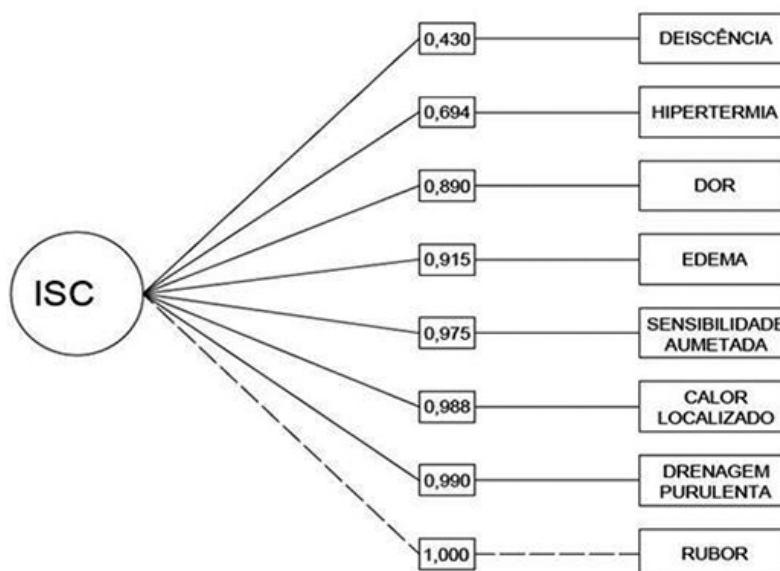 0,430
DEISCÊNCIA
0,694
HIPERTERMIA
0,890
DOR
0,915
EDEMA
ISC
0,975
SENSIBILIDADE
AUMETADA
0,988
CALOR
LOCALIZADO
0,990
DRENAGEM
PURULENTA
1,000
RUBOR